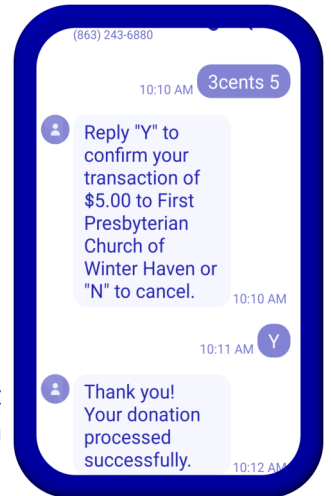 (863) 243-6880
10:10 AM 3cents 5
Reply "Y" to
confirm your
transaction of
$5.00 to First
Presbyterian
Church of
Winter Haven or
"N" to cancel.
10:10 AM
10:11 AM Y
Thank you!
Your donation
processed
successfully.
10:12 AM